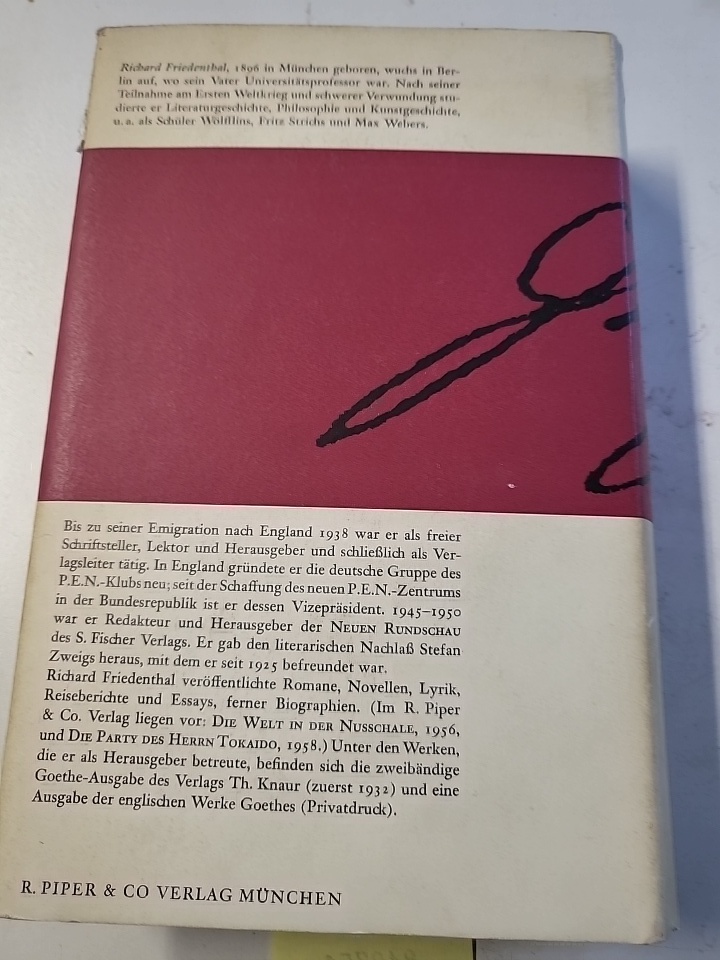 Richard Friedenthal, 1896 in München geboren, wuchs in Ber-
lin auf, wo sein Vater Universitätsprofessor war. Nach seiner
Teilnahme am Ersten Weltkrieg und schwerer Verwundung stu-
dierte er Literaturgeschichte, Philosophie und Kunstgeschichte,
u. a. als Schüler Wölfflins, Fritz Strichs und Max Webers.
Bis zu seiner Emigration nach England 1938 war er als freier
Schriftsteller, Lektor und Herausgeber und schließlich als Ver-
lagsleiter tätig. In England gründete er die deutsche Gruppe des
P.E.N.-Klubs neu; seit der Schaffung des neuen P.E.N.-Zentrums
in der Bundesrepublik ist er dessen Vizepräsident. 1945–1950
war er Redakteur und Herausgeber der NEUEN RUNDSCHAU
des S. Fischer Verlags. Er gab den literarischen Nachlaß Stefan
Zweigs heraus, mit dem er seit 1925 befreundet war.
Richard Friedenthal veröffentlichte Romane, Novellen, Lyrik,
Reiseberichte und Essays, ferner Biographien. (Im R. Piper
& Co. Verlag liegen vor: DIE WELT IN DER NUSSCHALE, 1956,
und DIE PARTY DES HERRN TOKAIDO, 1958.) Unter den Werken,
die er als Herausgeber betreute, befinden sich die zweibändige
Goethe-Ausgabe des Verlags Th. Knaur (zuerst 1932) und eine
Ausgabe der englischen Werke Goethes (Privatdruck).
R. PIPER & CO VERLAG MÜNCHEN